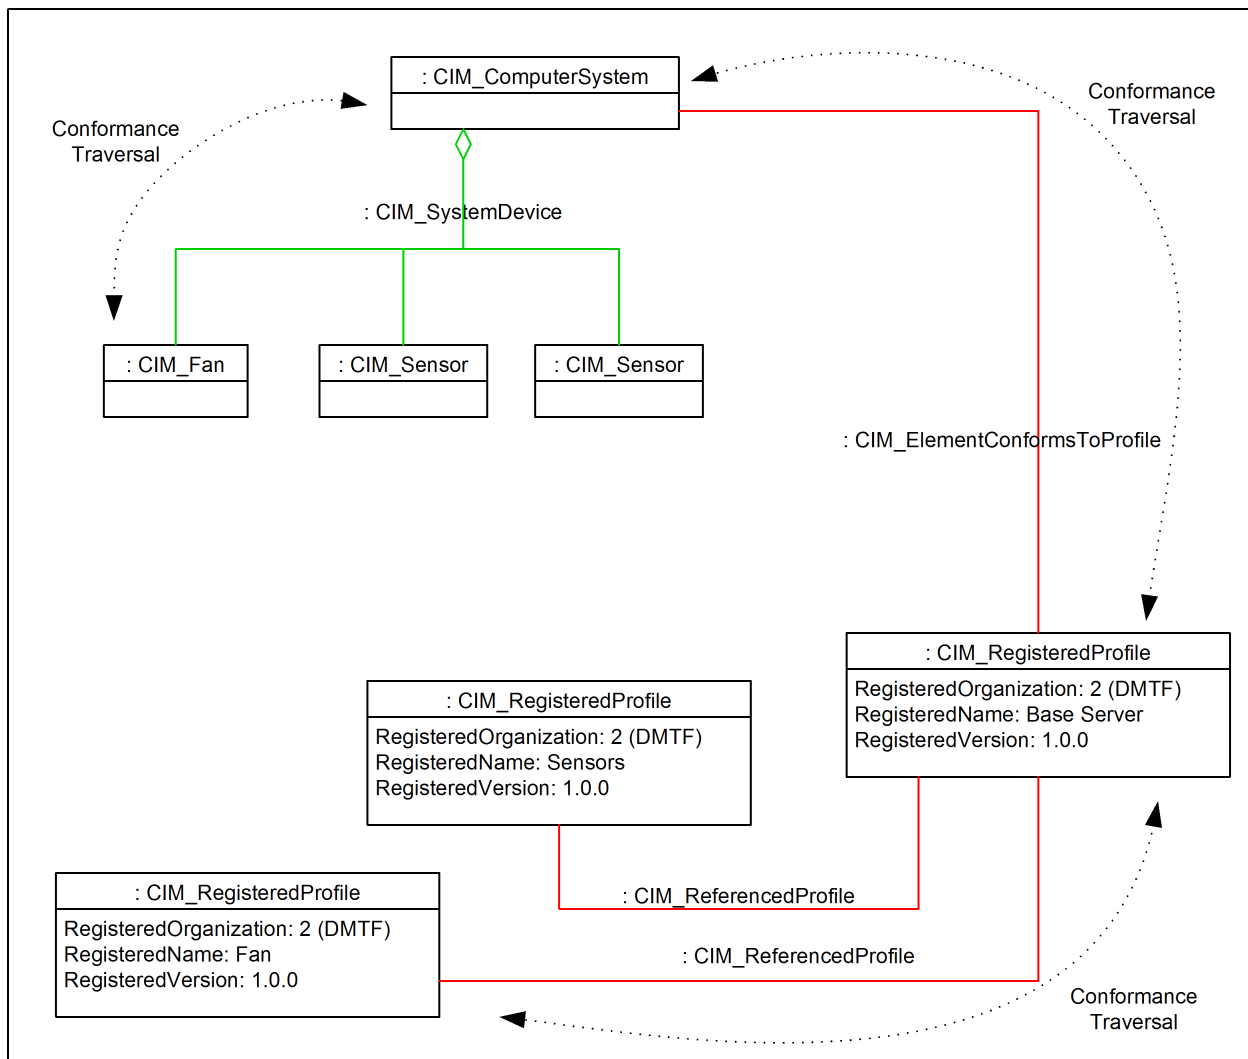 : CIM_ComputerSystem
Conformance
Traversal
Conformance
Traversal
: CIM_SystemDevice
: CIM_Fan
: CIM_Sensor
: CIM_Sensor
: CIM_ElementConformsToProfile
: CIM_RegisteredProfile
RegisteredOrganization: 2 (DMTF)
RegisteredName: Base Server
RegisteredVersion: 1.0.0
: CIM_RegisteredProfile
RegisteredOrganization: 2 (DMTF)
RegisteredName: Sensors
RegisteredVersion: 1.0.0
: CIM_RegisteredProfile
RegisteredOrganization: 2 (DMTF)
RegisteredName: Fan
RegisteredVersion: 1.0.0
: CIM_ReferencedProfile
: CIM_ReferencedProfile
Conformance
Traversal